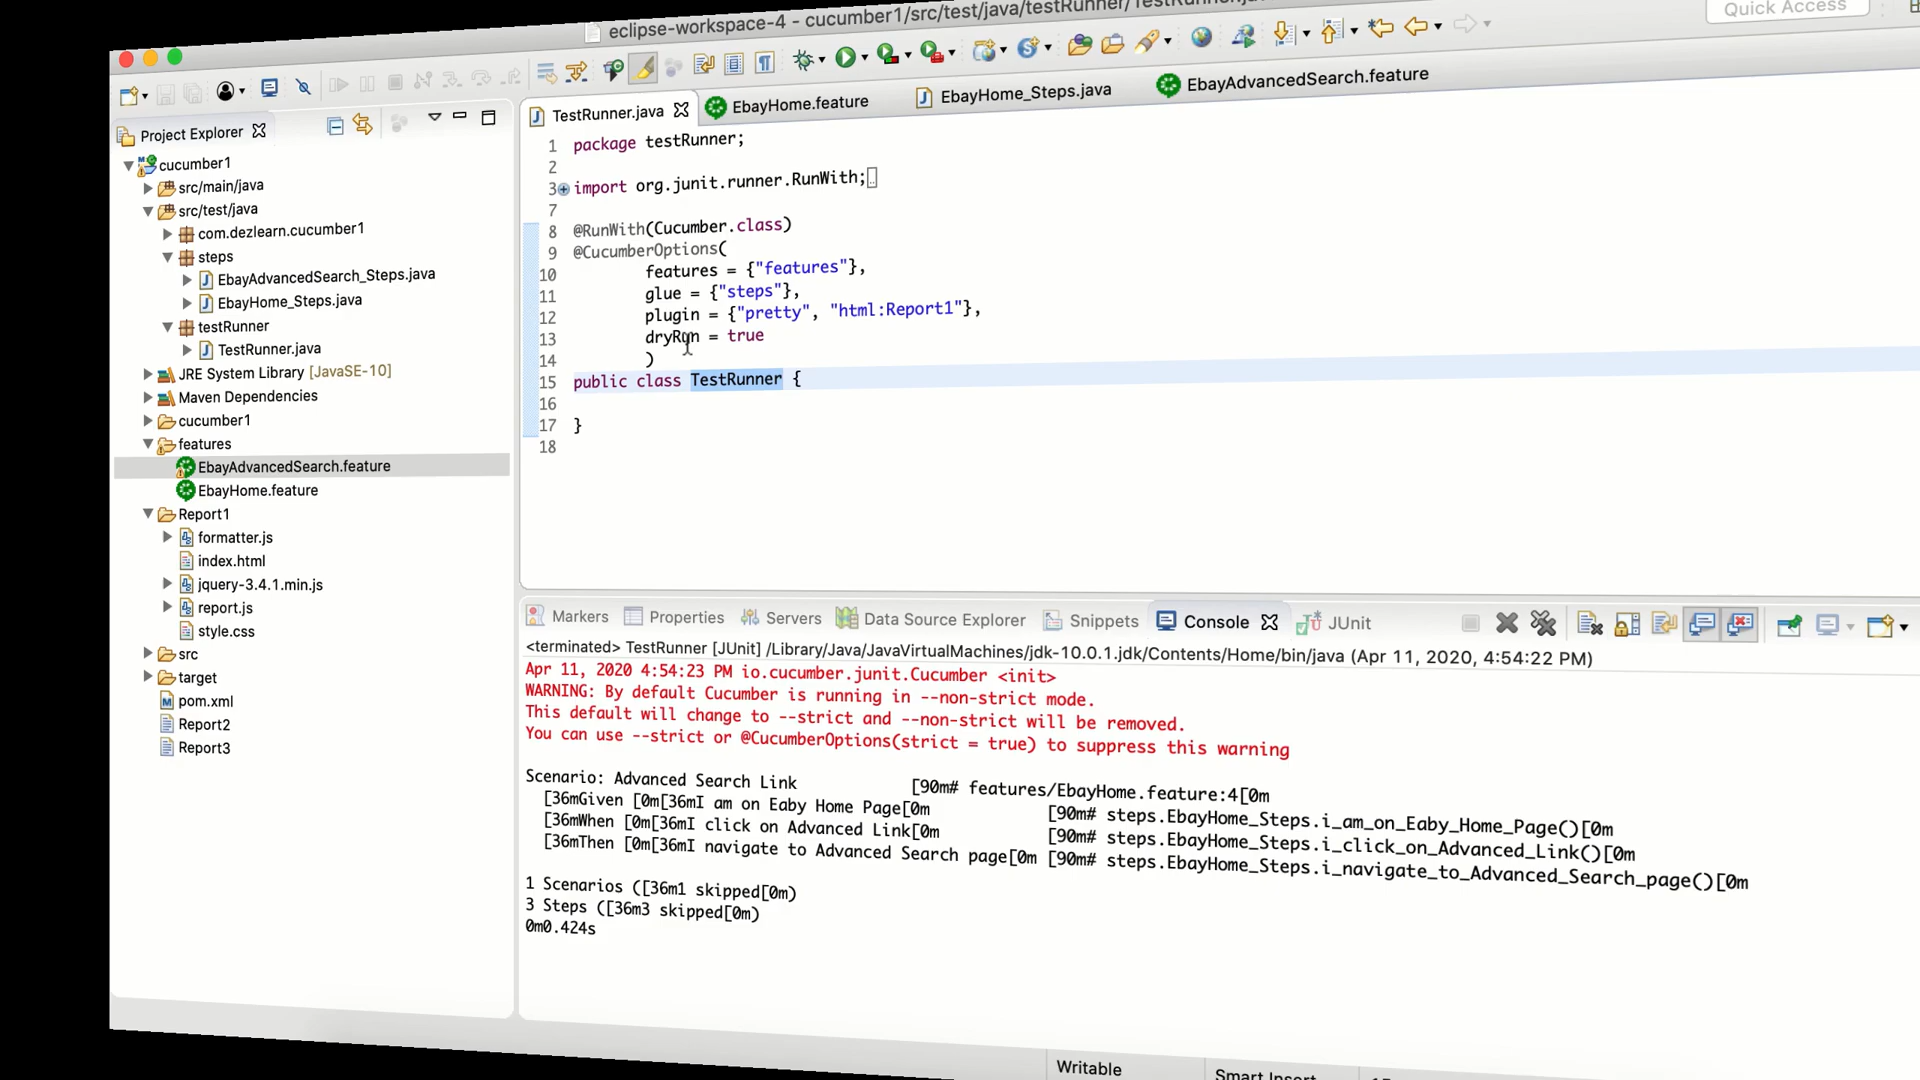 eclipse-workspace-4 - cucumber1/src/test/java/testRunner/TestRunner.java
Quick Access
Project Explorer
cucumber1
src/main/java
src/test/java
com.dezlearn.cucumber1
steps
EbayAdvancedSearch_Steps.java
EbayHome_Steps.java
testRunner
TestRunner.java
JRE System Library [JavaSE-10]
Maven Dependencies
cucumber1
features
EbayAdvancedSearch.feature
EbayHome.feature
Report1
formatter.js
index.html
jquery-3.4.1.min.js
report.js
style.css
src
target
pom.xml
Report2
Report3
TestRunner.java
EbayHome.feature
EbayHome_Steps.java
EbayAdvancedSearch.feature
1 package testRunner;
2
3 import org.junit.runner.RunWith;
7
8 @RunWith(Cucumber.class)
9 @CucumberOptions(
10 features = {"features"},
11 glue = {"steps"},
12 plugin = {"pretty", "html:Report1"},
13 dryRun = true
14 )
15 public class TestRunner {
16
17 }
18
Markers Properties Servers Data Source Explorer Snippets Console JUnit
<terminated> TestRunner [JUnit] /Library/Java/JavaVirtualMachines/jdk-10.0.1.jdk/Contents/Home/bin/java (Apr 11, 2020, 4:54:22 PM)
Apr 11, 2020 4:54:23 PM io.cucumber.junit.Cucumber <init>
WARNING: By default Cucumber is running in --non-strict mode.
This default will change to --strict and --non-strict will be removed.
You can use --strict or @CucumberOptions(strict = true) to suppress this warning
Scenario: Advanced Search Link [90m# features/EbayHome.feature:4[0m
[36mGiven [0m[36mI am on Eaby Home Page[0m [90m# steps.EbayHome_Steps.i_am_on_Eaby_Home_Page()[0m
[36mWhen [0m[36mI click on Advanced Link[0m [90m# steps.EbayHome_Steps.i_click_on_Advanced_Link()[0m
[36mThen [0m[36mI navigate to Advanced Search page[0m [90m# steps.EbayHome_Steps.i_navigate_to_Advanced_Search_page()[0m
1 Scenarios ([36m1 skipped[0m)
3 Steps ([36m3 skipped[0m)
0m0.424s
Writable
Smart Insert